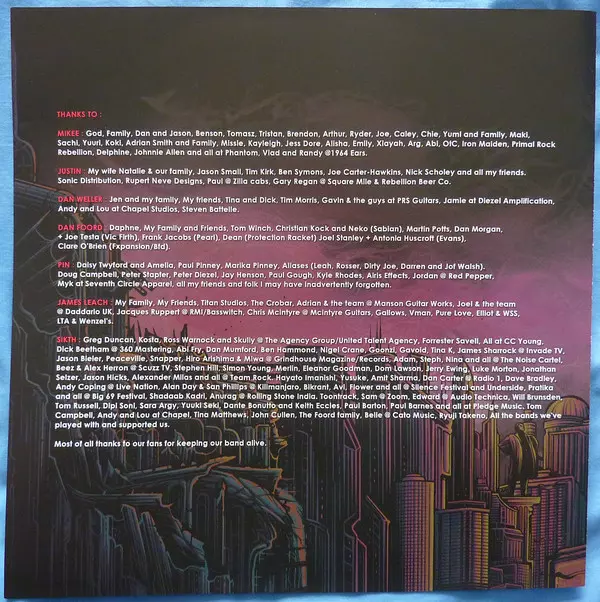 THANKS TO :
MIKEE : God, Family, Dan and Jason, Benson, Tomasz, Tristan, Brendon, Arthur, Ryder, Joe, Caley, Chie, Yumi and Family, Maki,
Sachi, Yuuri, Koki, Adrian Smith and Family, Missie, Kayleigh, Jess Dore, Alisha, Emily, Xiayah, Arg, Abi, OfC, Iron Maiden, Primal Rock
Rebellion, Delphine, Johnnie Allen and all at Phantom, Vlad and Randy @1964 Ears.
JUSTIN : My wife Natalie & our family, Jason Small, Tim Kirk, Ben Symons, Joe Carter-Hawkins, Nick Scholey and all my friends.
Sonic Distribution, Rupert Neve Designs, Paul @ Zilla cabs, Gary Regan @ Square Mile & Rebellion Beer Co.
DAN WELLER : Jen and my family, My friends, Tina and Dick, Tim Morris, Gavin & the guys at PRS Guitars, Jamie at Diezel Amplification,
Andy and Lou at Chapel Studios, Steven Battelle.
DAN FOORD : Daphne, My Family and Friends, Tom Winch, Christian Kock and Neko (Sabian), Martin Potts, Dan Morgan,
+ Joe Testa (Vic Firth), Frank Jacobs (Pearl), Dean (Protection Racket) Joel Stanley + Antonia Huscroft (Evans),
Clare O'Brien (Fxpansion/Bfd).
PIN : Daisy Twyford and Amelia, Paul Pinney, Marika Pinney, Aliases (Leah, Rosser, Dirty Joe, Darren and Jof Walsh).
Doug Campbell, Peter Stapfer, Peter Diezel, Jay Henson, Paul Gough, Kyle Rhodes, Airis Effects, Jordan @ Red Pepper,
Myk at Seventh Circle Apparel, all my friends and folk I may have inadvertently forgotten.
JAMES LEACH : My Family, My Friends, Titan Studios, The Crobar, Adrian & the team @ Manson Guitar Works, Joel & the team
@ Daddario UK, Jacques Ruppert @ RMI/Basswitch, Chris McIntyre @ Mcintyre Guitars, Gallows, Vman, Pure Love, Elliot & WSS,
LTA & Wenzel's.
SIKTH : Greg Duncan, Kosta, Ross Warnock and Skully @ The Agency Group/United Talent Agency, Forrester Savell, All at CC Young,
Dick Beetham @ 360 Mastering, Abi Fry, Dan Mumford, Ben Hammond, Nigel Crane, Goonzi, Gavoid, Tina K, James Sharrock @ Invade TV,
Jason Bieler, Peaceville, Snapper, Hiro Arishima & Miwa @ Grindhouse Magazine/Records, Adam, Steph, Nina and all @ The Noise Cartel,
Beez & Alex Herron @ Scuzz TV, Stephen Hill, Simon Young, Merlin, Eleanor Goodman, Dom Lawson, Jerry Ewing, Luke Morton, Jonathan
Selzer, Jason Hicks, Alexander Milas and all @ Team Rock, Hayato Imanishi, Yusuke, Amit Sharma, Dan Carter @ Radio 1, Dave Bradley,
Andy Copping @ Live Nation, Alan Day & San Phillips @ Kilimanjaro, Bikrant, Avi, Flower and all @ Silence Festival and Underside, Pratika
and all @ Big 69 Festival, Shadaab Kadri, Anurag @ Rolling Stone India. Toontrack, Sam @ Zoom, Edward @ Audio Technica, Will Brunsden,
Tom Russell, Dipi Soni, Sara Argy, Yuuki Seki, Dante Bonutto and Keith Eccles, Paul Barton, Paul Barnes and all at Pledge Music. Tom
Campbell, Andy and Lou at Chapel, Tina Matthews, John Cullen, The Foord family, Belle @ Cato Music, Ryuji Takeno, All the bands we've
played with and supported us.
Most of all thanks to our fans for keeping our band alive.